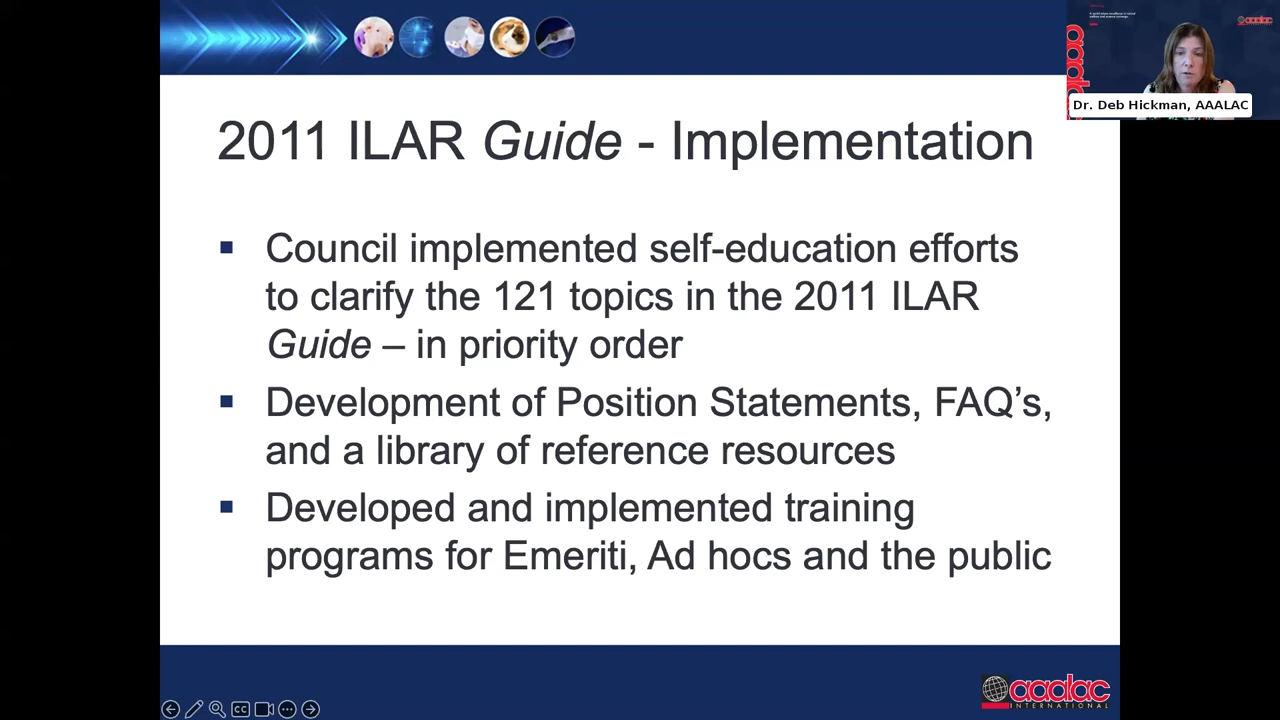 2011 ILAR Guide - Implementation
Council implemented self-education efforts
to clarify the 121 topics in the 2011 ILAR
Guide – in priority order
Development of Position Statements, FAQ’s,
and a library of reference resources
Developed and implemented training
programs for Emeriti, Ad hocs and the public
aaalac
Dr. Deb Hickman, AAALAC
CC
aaalac
INTERNATIONAL